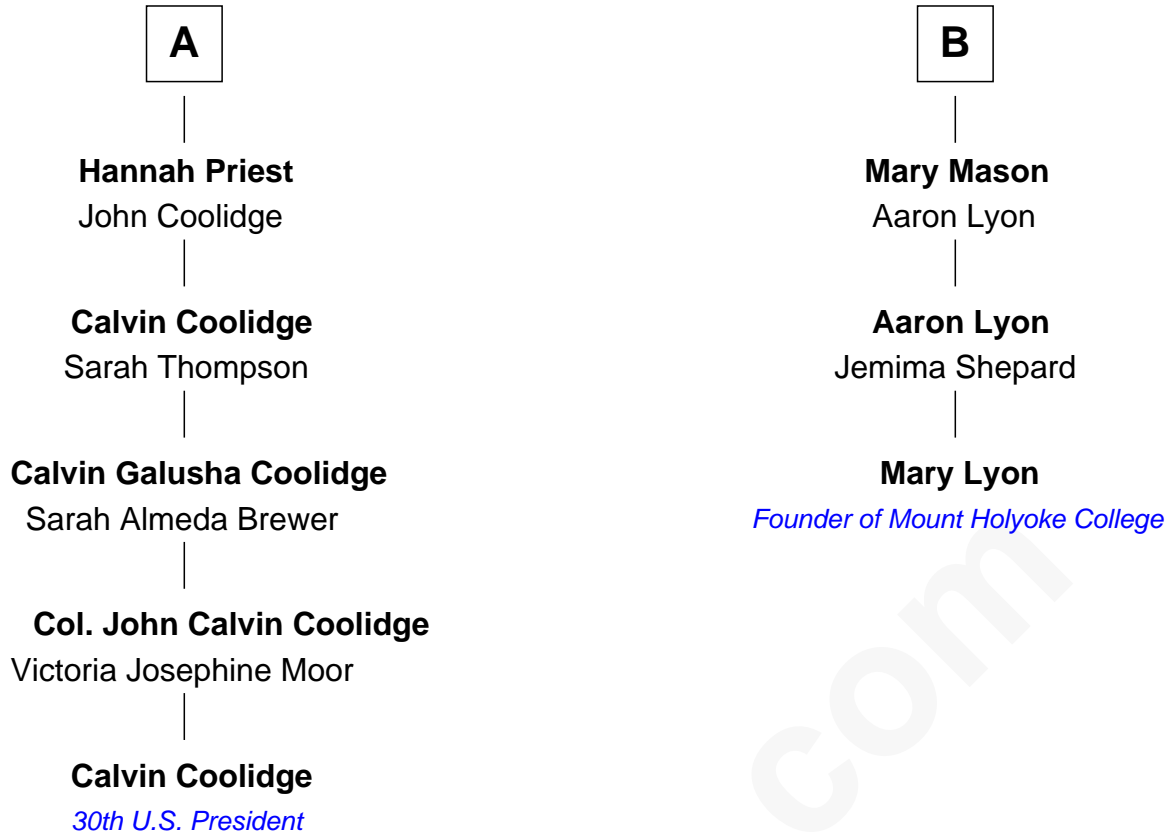 A
Hannah Priest
John Coolidge
Calvin Coolidge
Sarah Thompson
Calvin Galusha Coolidge
Sarah Almeda Brewer
Col. John Calvin Coolidge
Victoria Josephine Moor
Calvin Coolidge
30th U.S. President
B
Mary Mason
Aaron Lyon
Aaron Lyon
Jemima Shepard
Mary Lyon
Founder of Mount Holyoke College
com